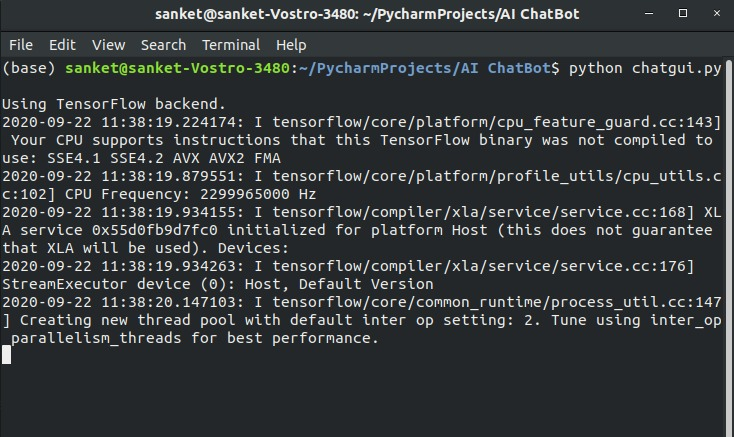 sanket@sanket-Vostro-3480: ~/PycharmProjects/AI ChatBot
File Edit View Search Terminal Help
(base) sanket@sanket-Vostro-3480:~/PycharmProjects/AI ChatBot$ python chatgui.py
Using TensorFlow backend.
2020-09-22 11:38:19.224174: I tensorflow/core/platform/cpu_feature_guard.cc:143]
 Your CPU supports instructions that this TensorFlow binary was not compiled to
use: SSE4.1 SSE4.2 AVX AVX2 FMA
2020-09-22 11:38:19.879551: I tensorflow/core/platform/profile_utils/cpu_utils.c
c:102] CPU Frequency: 2299965000 Hz
2020-09-22 11:38:19.934155: I tensorflow/compiler/xla/service/service.cc:168] XL
A service 0x55d0fb9d7fc0 initialized for platform Host (this does not guarantee
that XLA will be used). Devices:
2020-09-22 11:38:19.934263: I tensorflow/compiler/xla/service/service.cc:176]
StreamExecutor device (0): Host, Default Version
2020-09-22 11:38:20.147103: I tensorflow/core/common_runtime/process_util.cc:147
] Creating new thread pool with default inter op setting: 2. Tune using inter_op
_parallelism_threads for best performance.